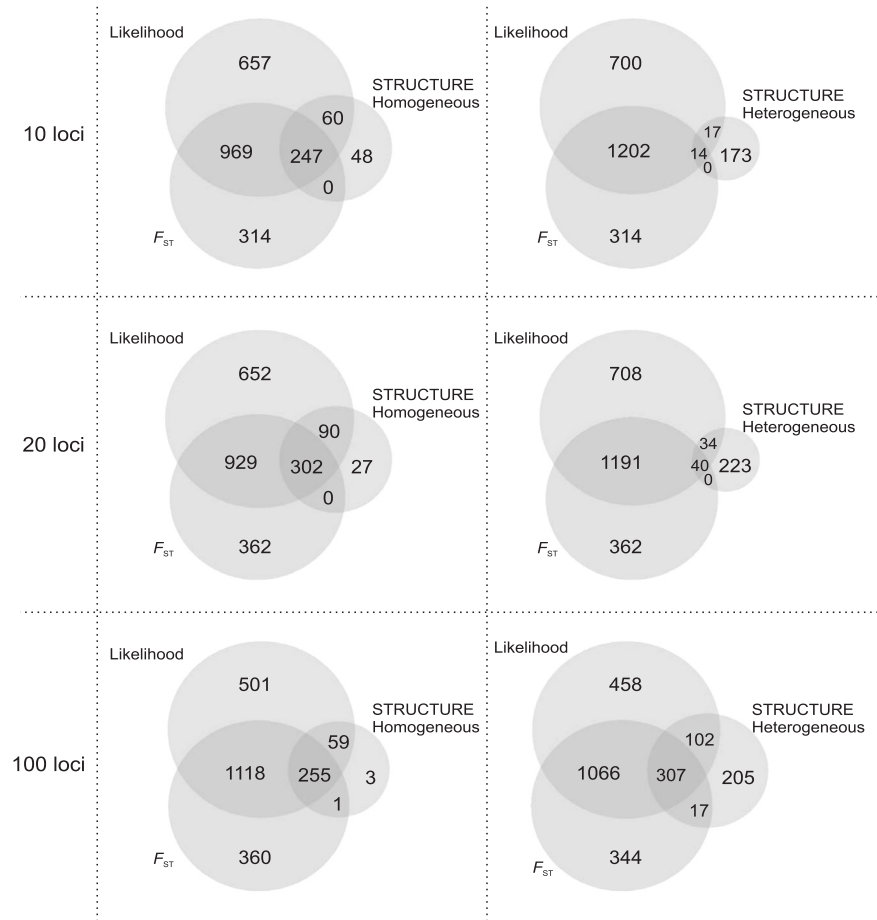 Likelihood
657
STRUCTURE
Homogeneous
60
10 loci
969
247
48
0
FST
314
Likelihood
700
STRUCTURE
Heterogeneous
17
1202
14
173
0
FST
314
Likelihood
652
STRUCTURE
Homogeneous
90
20 loci
929
302
27
0
FST
362
Likelihood
708
STRUCTURE
Heterogeneous
34
1191
40
223
0
FST
362
Likelihood
501
STRUCTURE
Homogeneous
59
100 loci
1118
255
3
1
FST
360
Likelihood
458
STRUCTURE
Heterogeneous
102
1066
307
205
17
FST
344